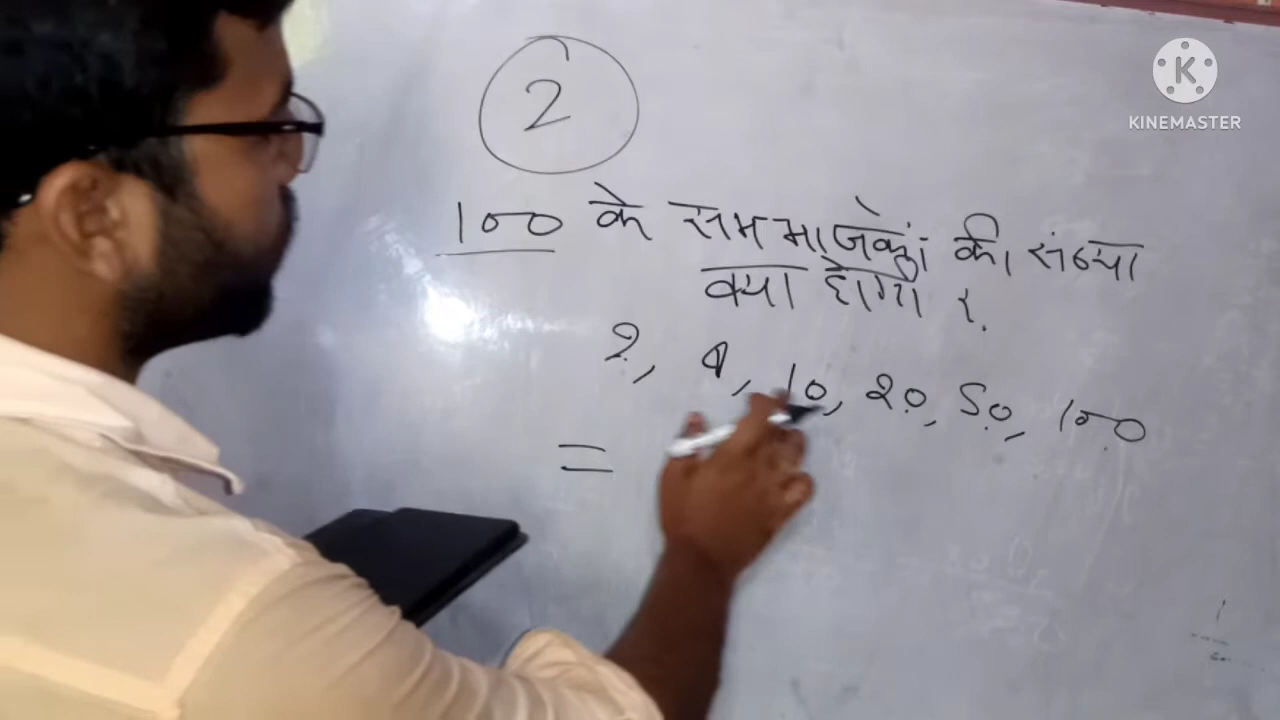 2
KINEMASTER
100 के सम भाजकों की संख्या
क्या होगा ?
2, 4, 10, 20, 50, 100
=